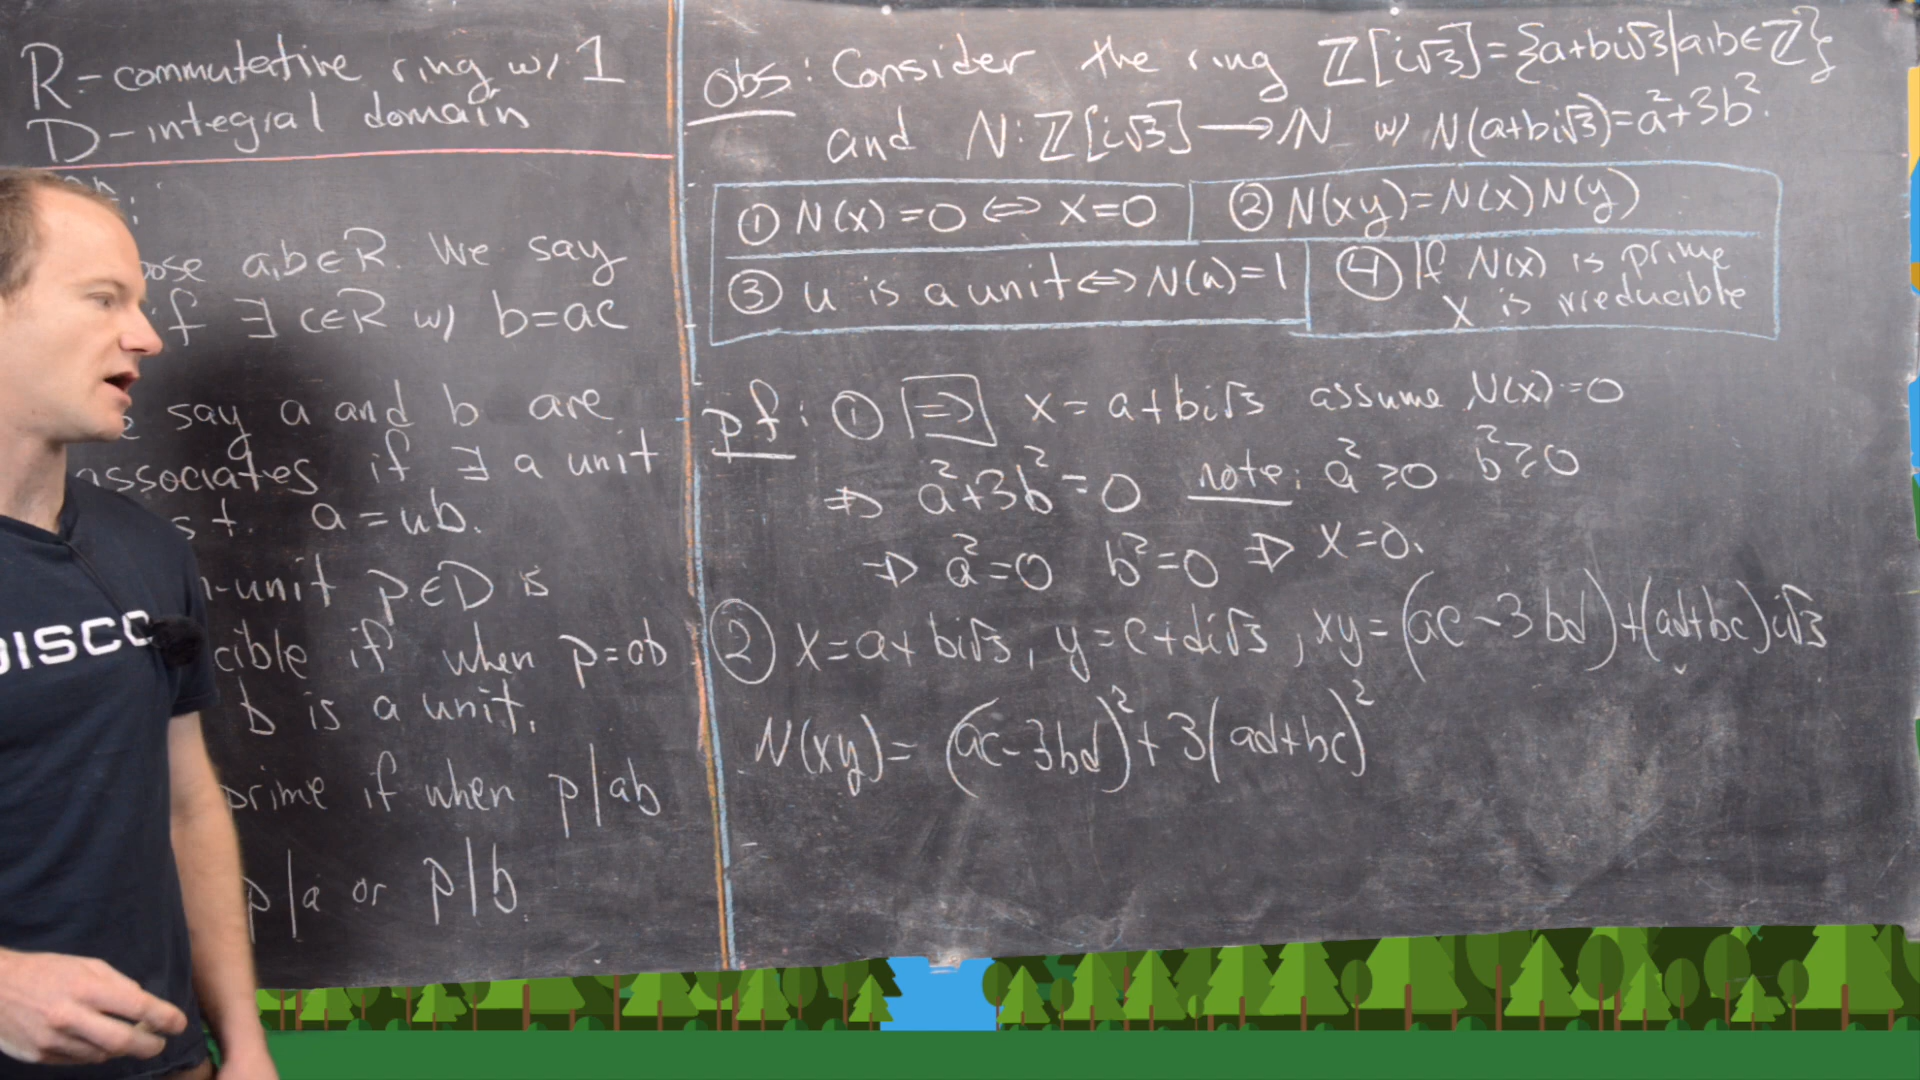 R - commutative ring w/ 1
D - integral domain
a,b∈R. We say
if ∃ c∈R w/ b=ac
say a and b are
associates if ∃ a unit
s.t. a=ub.
n-unit p∈D is
cible if when p=ab
b is a unit.
prime if when p|ab
p|a or p|b
Obs: Consider the ring ℤ[i√3]={a+bi√3|a,b∈ℤ}
and N:ℤ[i√3]→ℕ w/ N(a+bi√3)=a²+3b².
① N(x)=0 ⇔ x=0
② N(xy)=N(x)N(y)
③ u is a unit ⇔ N(u)=1
④ If N(x) is prime
x is irreducible
pf: ① ⇒ x=a+bi√3 assume N(x)=0
⇒ a²+3b²=0 note: a²≥0 b²≥0
⇒ a²=0 b²=0 ⇒ x=0.
② x=a+bi√3, y=c+di√3, xy=(ac-3bd)+(ad+bc)i√3
N(xy)=(ac-3bd)²+3(ad+bc)²
DISCO